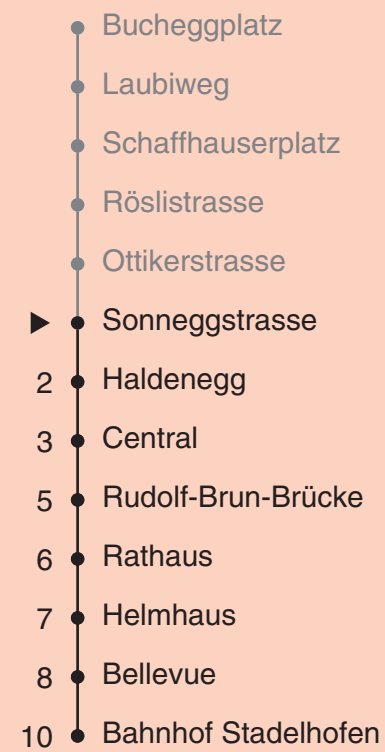 Bucheggplatz
Laubiweg
Schaffhauserplatz
Röslistrasse
Ottikerstrasse
Sonneggstrasse
2 Haldenegg
3 Central
5 Rudolf-Brun-Brücke
6 Rathaus
7 Helmhaus
8 Bellevue
10 Bahnhof Stadelhofen